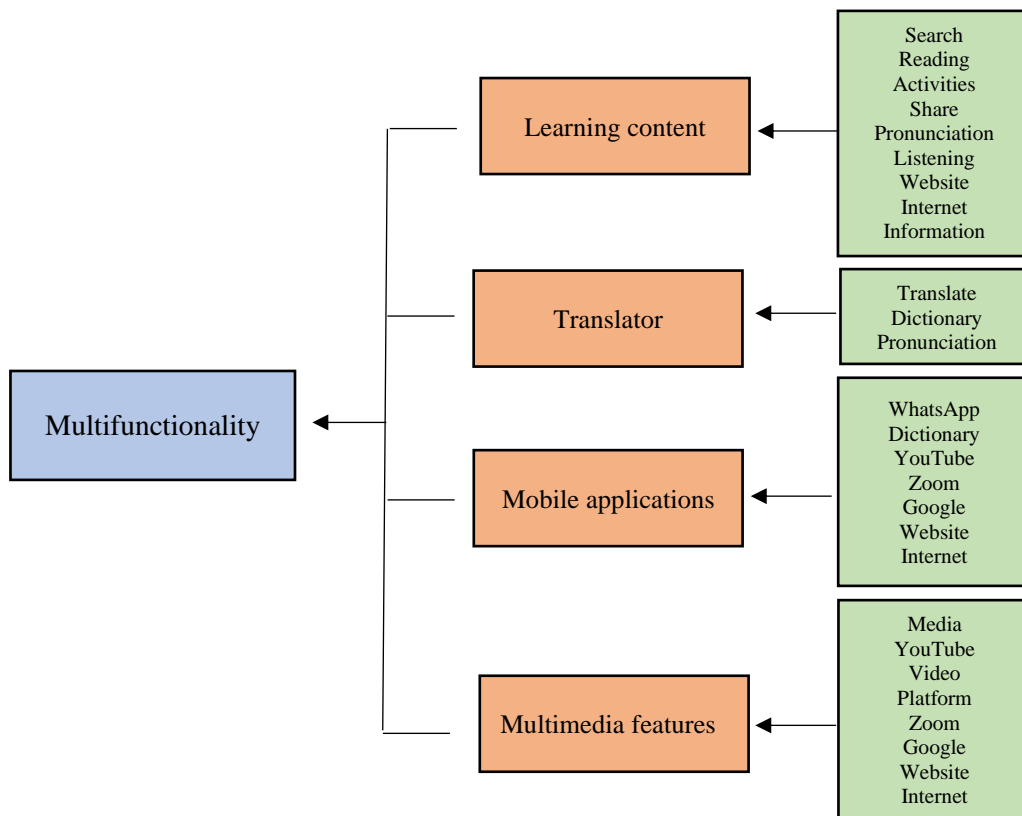 Search
Reading
Activities
Share
Pronunciation
Listening
Website
Internet
Information
Learning content
Translate
Dictionary
Pronunciation
Translator
Multifunctionality
WhatsApp
Dictionary
YouTube
Zoom
Google
Website
Internet
Mobile applications
Media
YouTube
Video
Platform
Zoom
Google
Website
Internet
Multimedia features